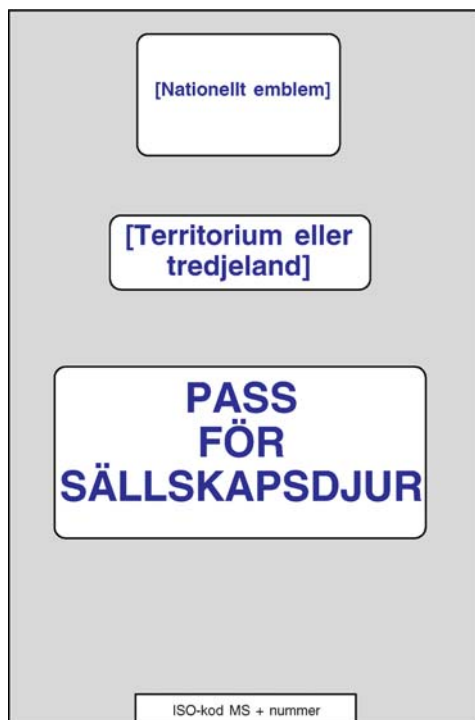 [Nationellt emblem]
[Territorium eller
tredjeland]
PASS
FÖR
SÄLLSKAPSDJUR
ISO-kod MS + nummer